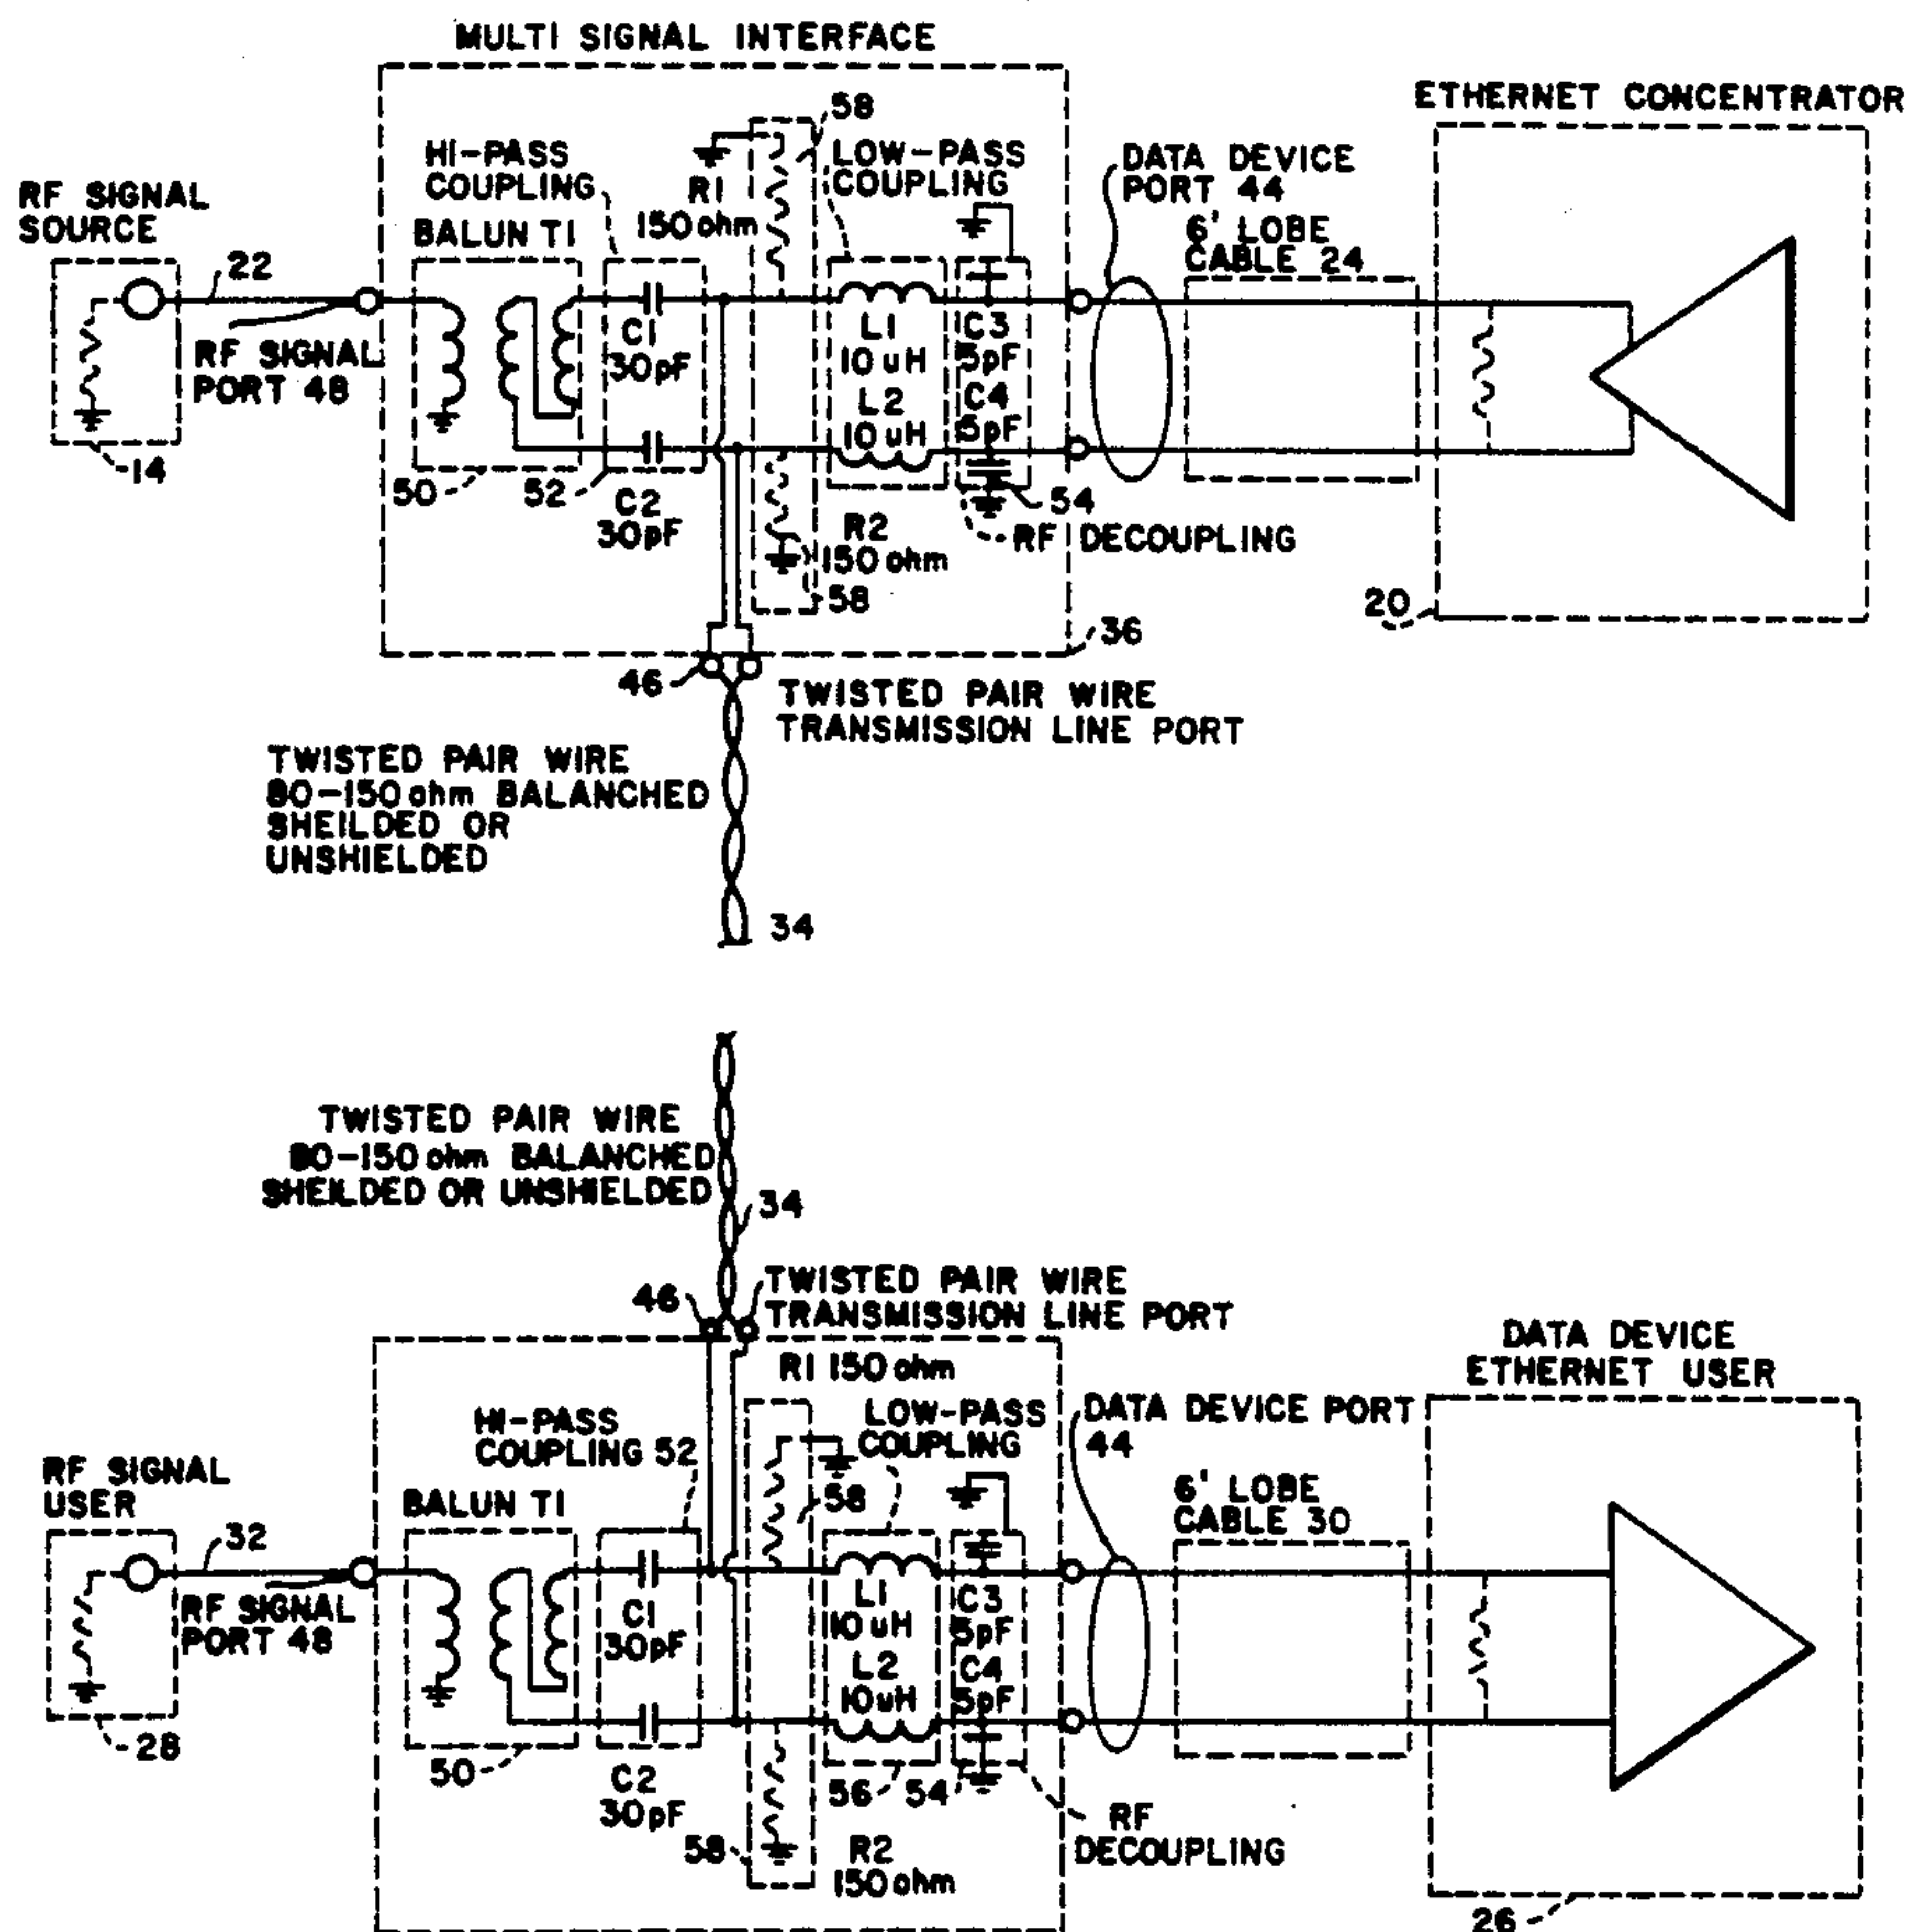 MULTI SIGNAL INTERFACE
ETHERNET CONCENTRATOR
58
HI-PASS
COUPLING
R1
150 ohm
LOW-PASS
COUPLING
DATA DEVICE
PORT 44
RF SIGNAL
SOURCE
BALUN T1
6' LOBE
CABLE 24
22
RF SIGNAL
PORT 48
C1
30pF
L1
10 uH
L2
10 uH
C3
5pF
C4
5pF
14
50
52
C2
30pF
R2
150 ohm
54
RF DECOUPLING
58
20
36
46
TWISTED PAIR WIRE
TRANSMISSION LINE PORT
TWISTED PAIR WIRE
80-150 ohm BALANCHED
SHEILDED OR
UNSHIELDED
34
TWISTED PAIR WIRE
80-150 ohm BALANCHED
SHEILDED OR UNSHIELDED
34
46
TWISTED PAIR WIRE
TRANSMISSION LINE PORT
DATA DEVICE
ETHERNET USER
R1 150 ohm
HI-PASS
COUPLING 52
LOW-PASS
COUPLING
DATA DEVICE PORT
44
RF SIGNAL
USER
BALUN T1
58
6' LOBE
CABLE 30
32
RF SIGNAL
PORT 48
C1
30pF
L1
10 uH
L2
10 uH
C3
5pF
C4
5pF
28
50
C2
30pF
56
54
RF
DECOUPLING
58
R2
150 ohm
26